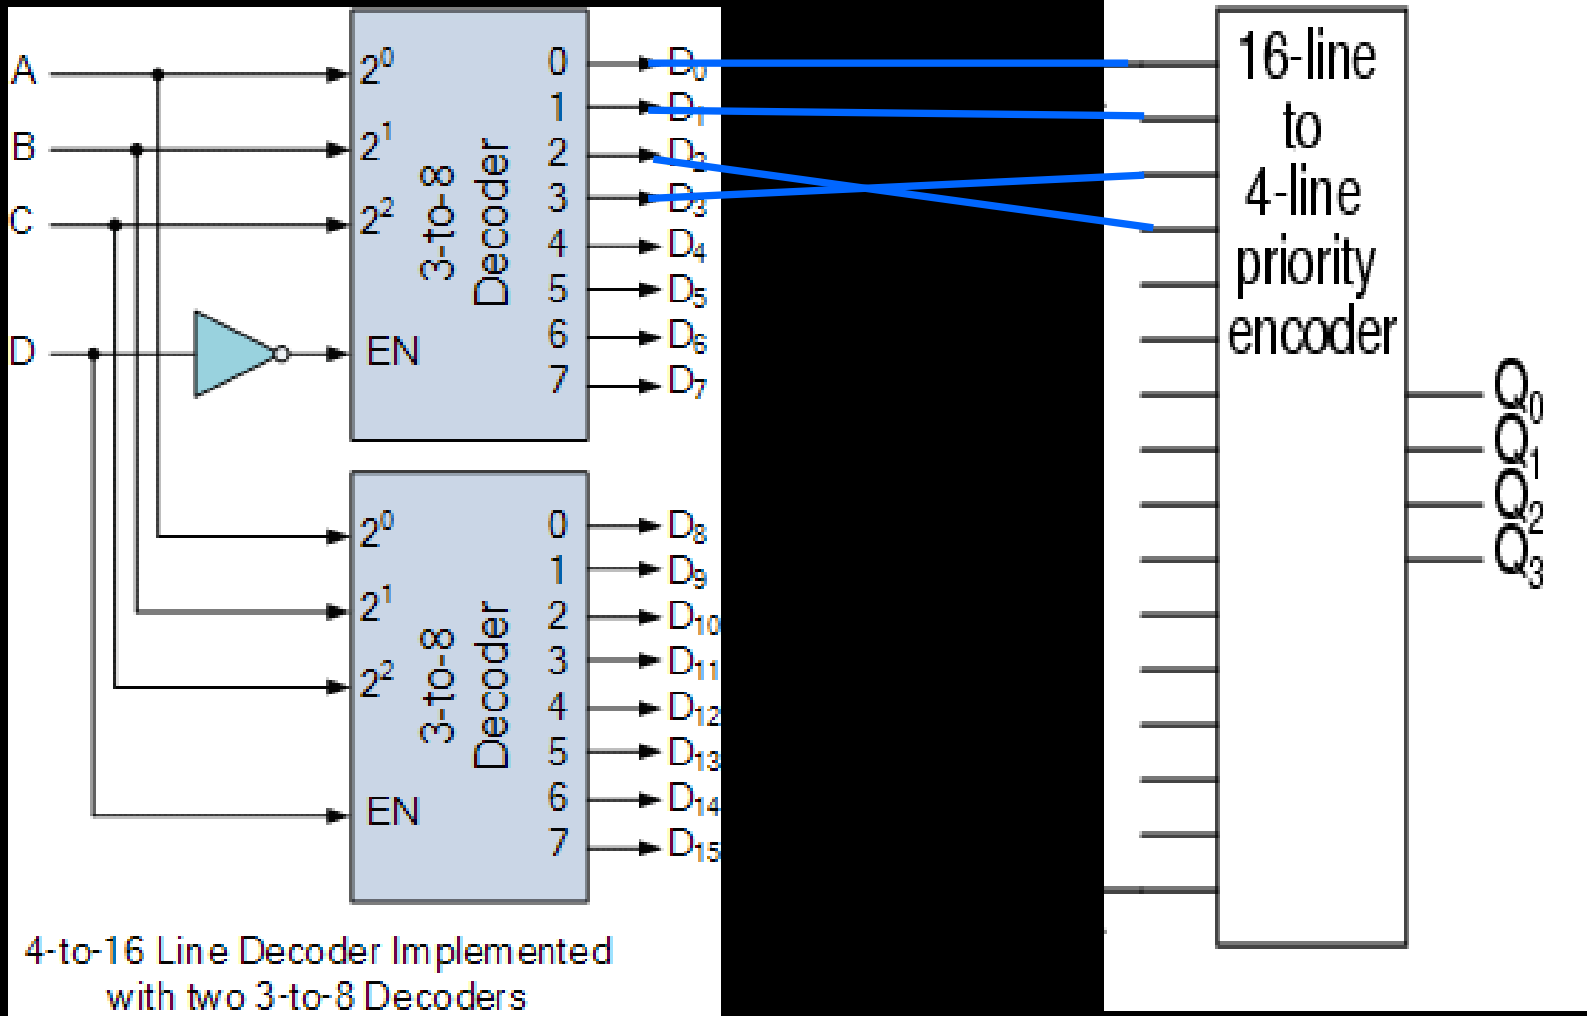 A
B
C
D
2⁰
2¹
2²
EN
3-to-8
Decoder
0
1
2
3
4
5
6
7
D₀
D₁
D₂
D₃
D₄
D₅
D₆
D₇
2⁰
2¹
2²
EN
3-to-8
Decoder
0
1
2
3
4
5
6
7
D₈
D₉
D₁₀
D₁₁
D₁₂
D₁₃
D₁₄
D₁₅
4-to-16 Line Decoder Implemented
with two 3-to-8 Decoders
16-line
to
4-line
priority
encoder
Q₀
Q₁
Q₂
Q₃